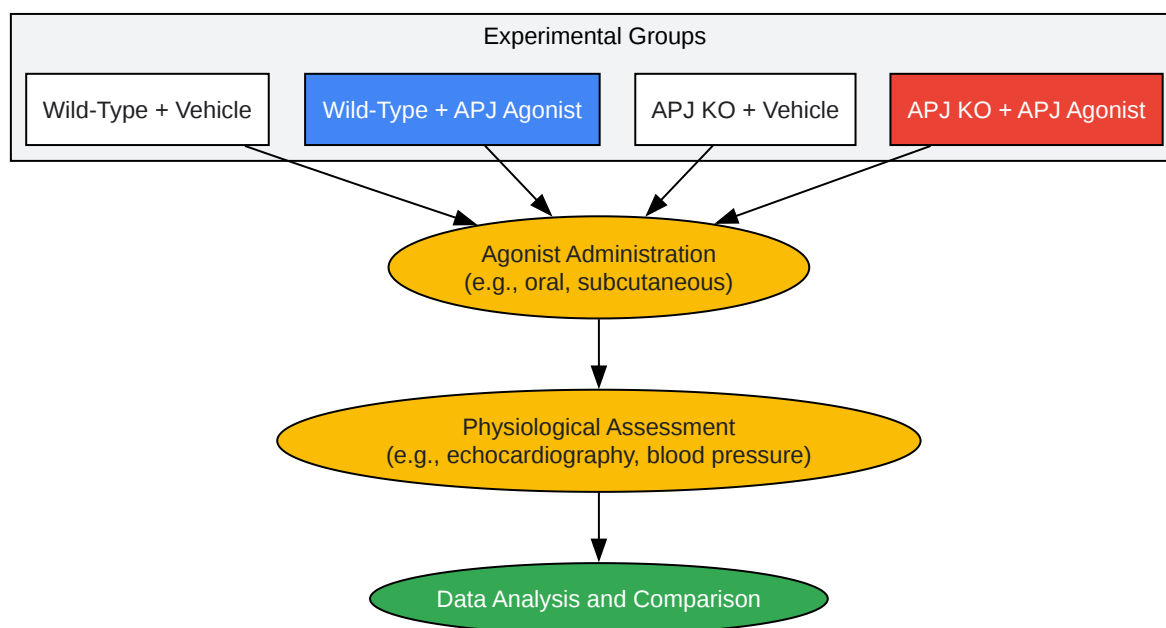 Experimental Groups
Wild-Type + Vehicle
Wild-Type + APJ Agonist
APJ KO + Vehicle
APJ KO + APJ Agonist
Agonist Administration
(e.g., oral, subcutaneous)
Physiological Assessment
(e.g., echocardiography, blood pressure)
Data Analysis and Comparison